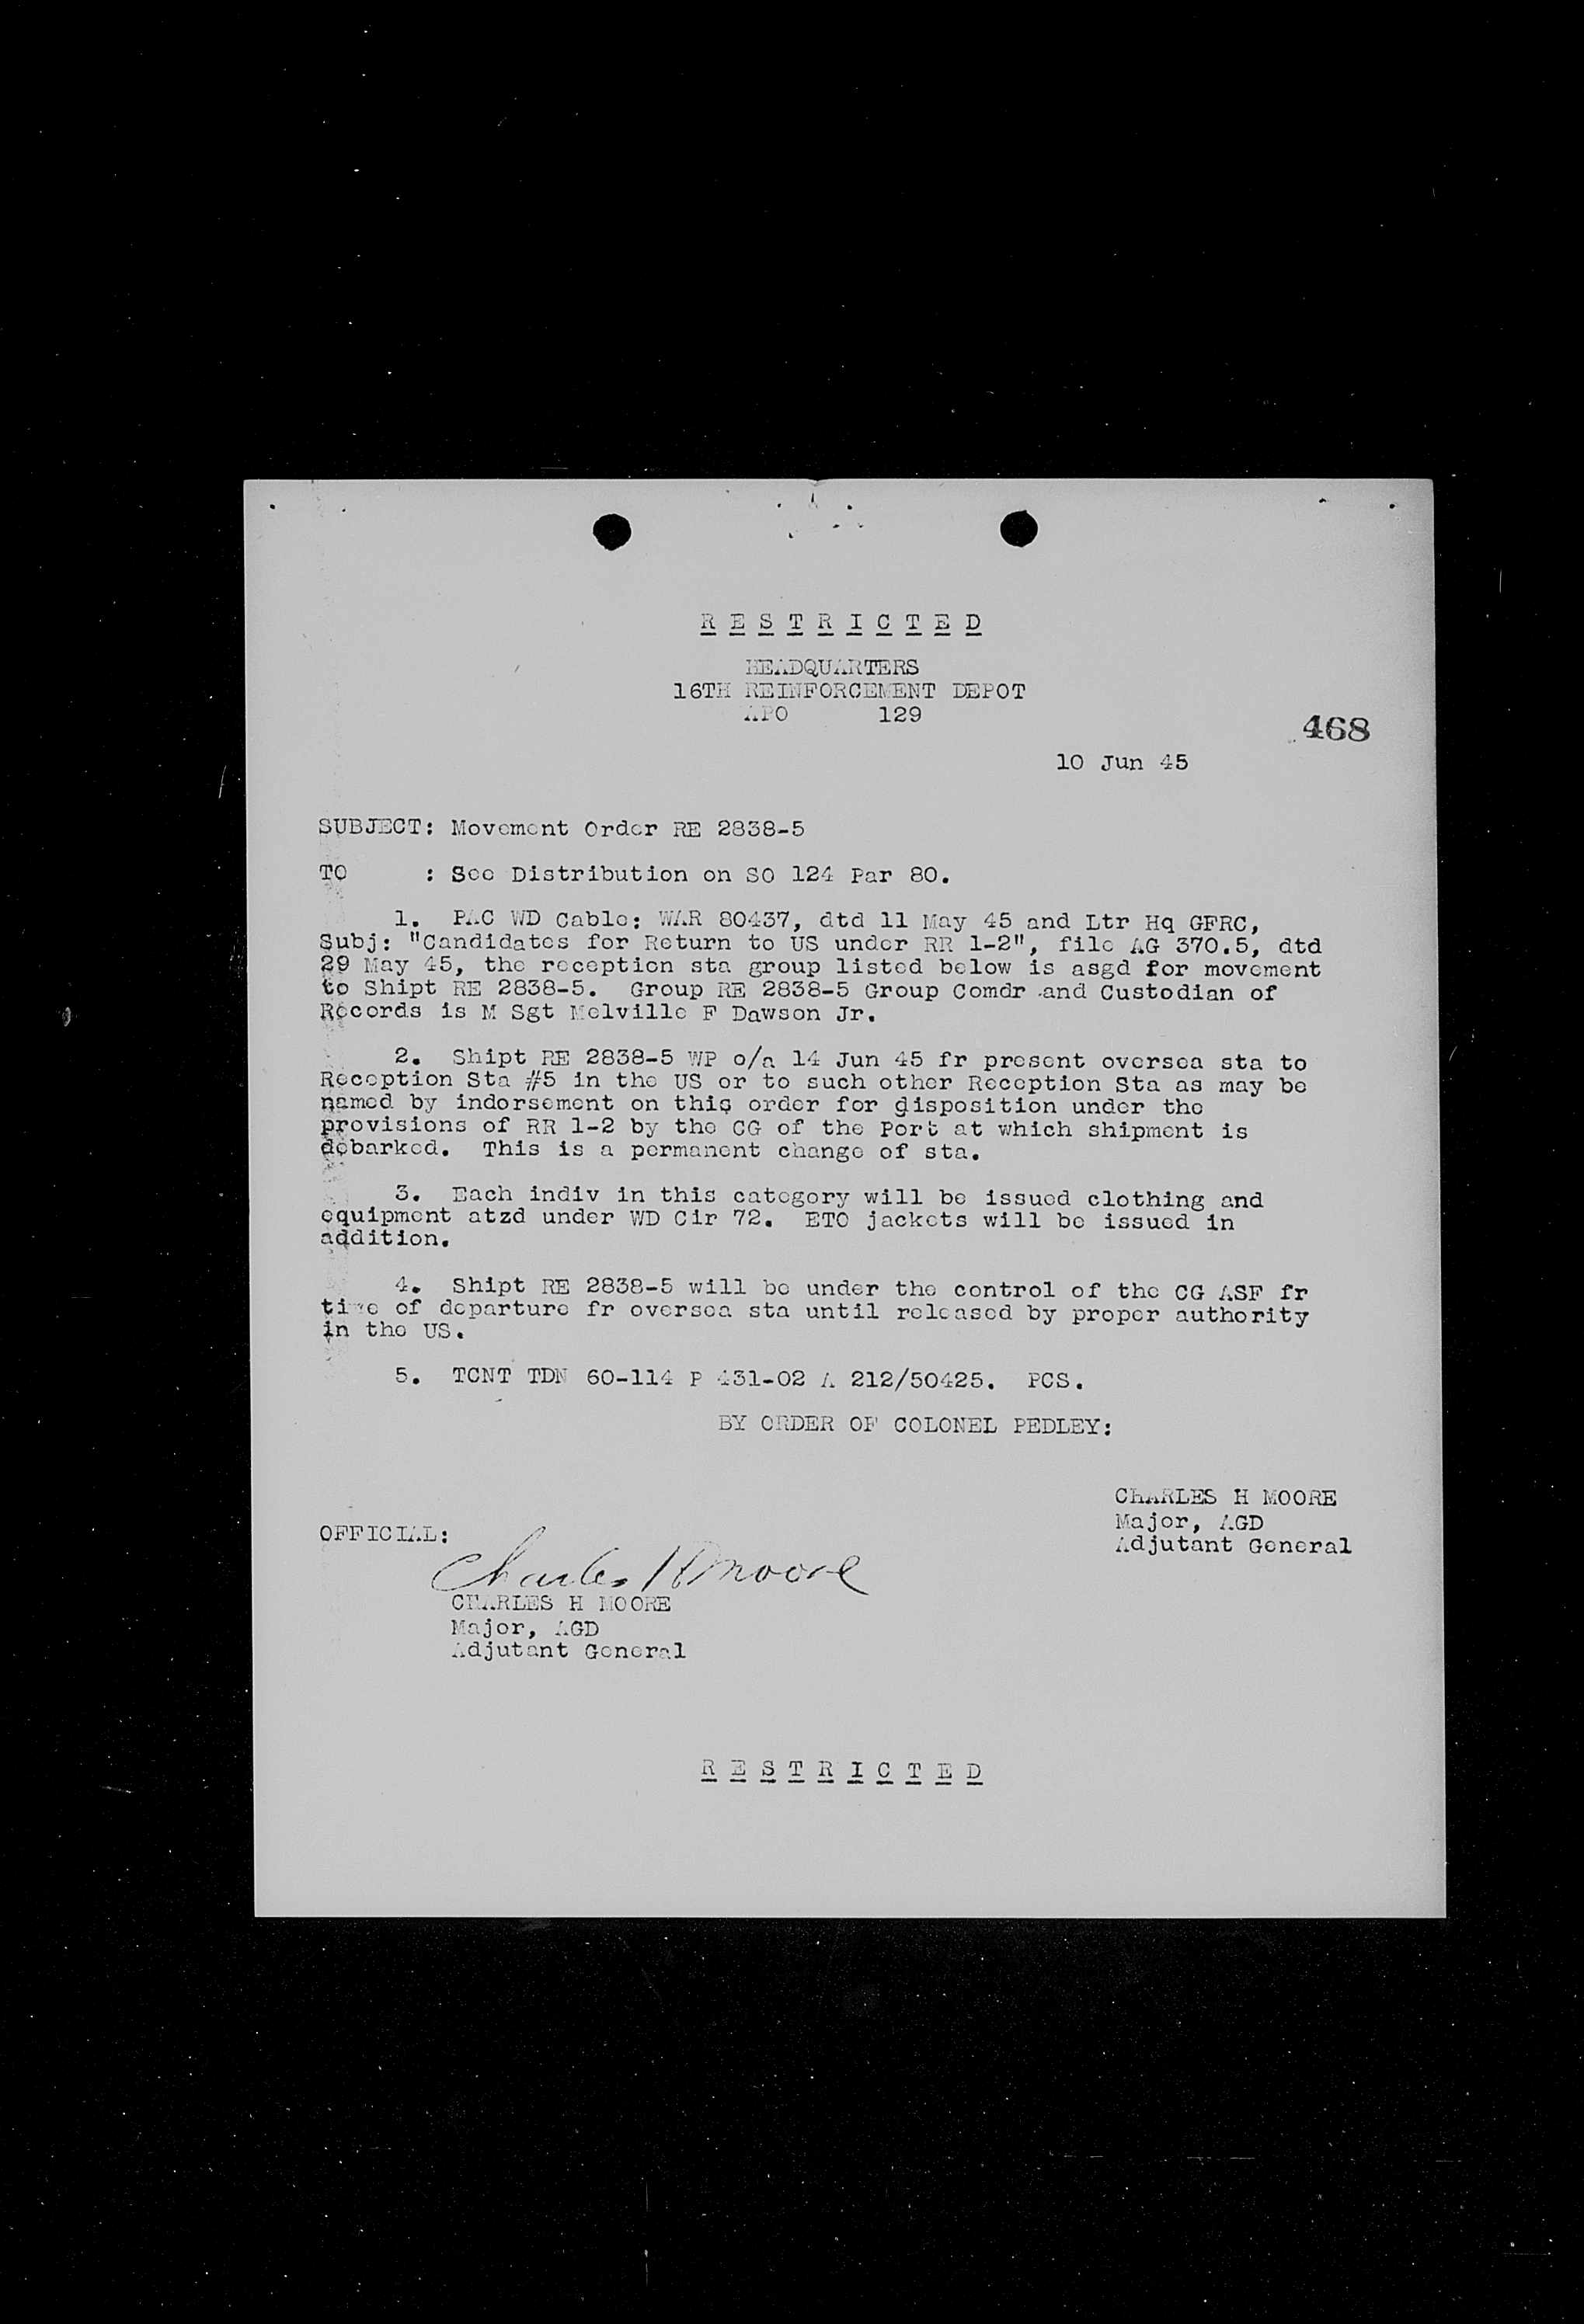 R E S T R I C T E D
HEADQUARTERS
16TH REINFORCEMENT DEPOT
APO 129
468
10 Jun 45
SUBJECT: Movement Order RE 2838-5
TO : See Distribution on SO 124 Par 80.
1. PAC WD Cable: WAR 80437, dtd 11 May 45 and Ltr Hq GFRC,
Subj: "Candidates for Return to US under RR 1-2", file AG 370.5, dtd
29 May 45, the reception sta group listed below is asgd for movement
to Shipt RE 2838-5. Group RE 2838-5 Group Comdr and Custodian of
Records is M Sgt Melville F Dawson Jr.
2. Shipt RE 2838-5 WP o/a 14 Jun 45 fr present oversea sta to
Reception Sta #5 in the US or to such other Reception Sta as may be
named by indorsement on this order for disposition under the
provisions of RR 1-2 by the CG of the Port at which shipment is
debarked. This is a permanent change of sta.
3. Each indiv in this category will be issued clothing and
equipment atzd under WD Cir 72. ETO jackets will be issued in
addition.
4. Shipt RE 2838-5 will be under the control of the CG ASF fr
time of departure fr oversea sta until released by proper authority
in the US.
5. TCNT TDN 60-114 P 431-02 A 212/50425. PCS.
BY ORDER OF COLONEL PEDLEY:
CHARLES H MOORE
Major, AGD
Adjutant General
OFFICIAL:
Charles H Moore
CHARLES H MOORE
Major, AGD
Adjutant General
R E S T R I C T E D